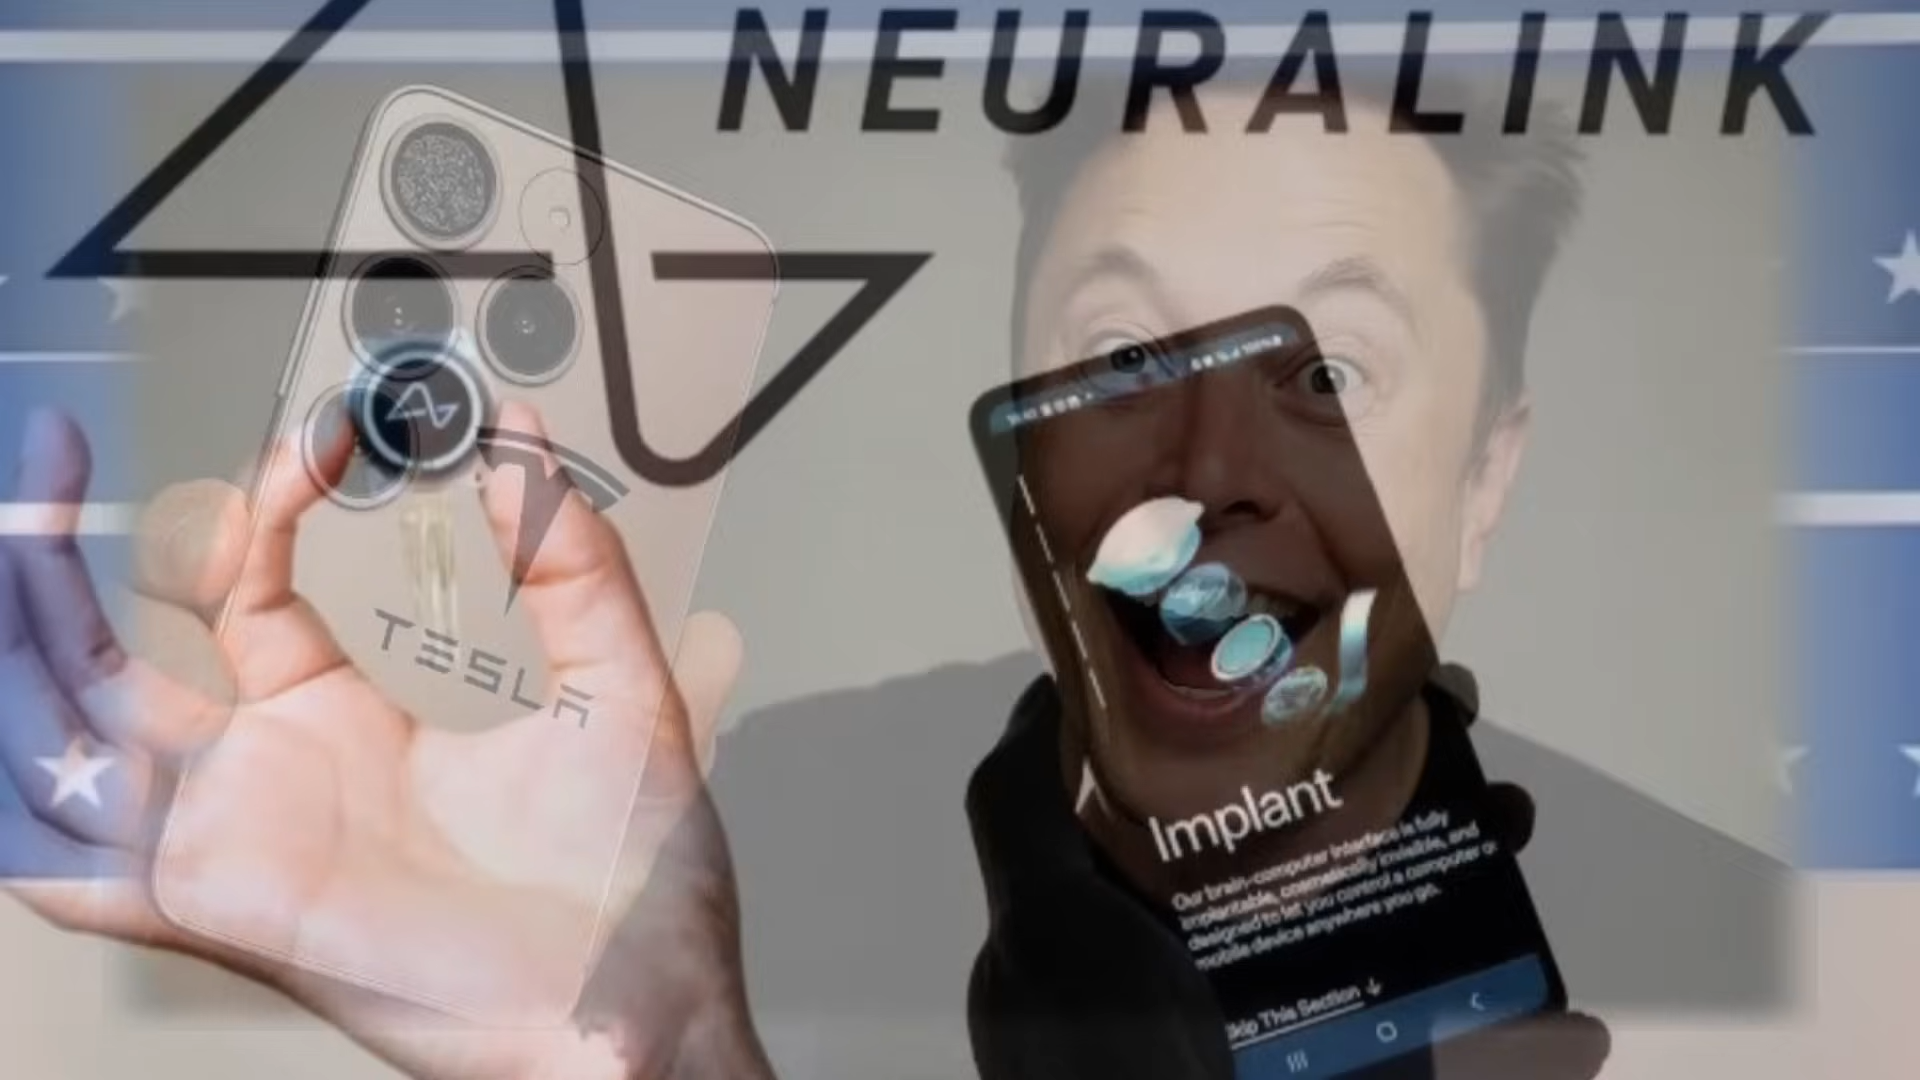 NEURALINK
TESLA
Implant
Our brain-computer interface is fully
implantable, cosmetically invisible, and
designed to let you control a computer or
mobile device anywhere you go.
Skip This Section ↓